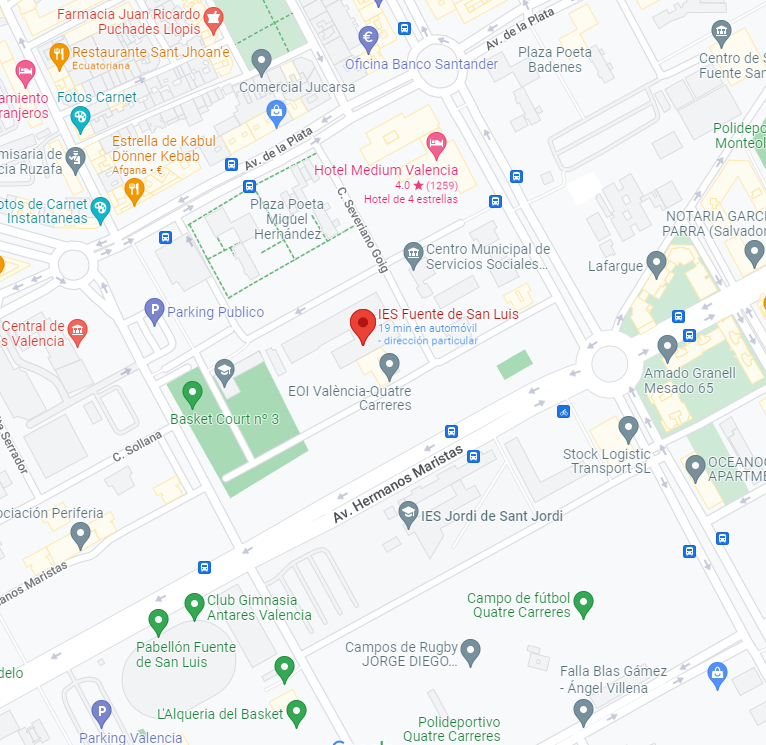 Farmacia Juan Ricardo
Puchades Llopis
Av. de la Plata
Restaurante Sant Jhoan'e
Ecuatoriana
Oficina Banco Santander
Plaza Poeta
Badenes
Centro de S
Fuente San
amiento
ranjeros
Fotos Carnet
Comercial Jucarsa
Estrella de Kabul
Dönner Kebab
Afgana • €
Av. de la Plata
Polidepo
Monteol
misaria de
cia Ruzafa
Hotel Medium Valencia
4.0 ★ (1259)
Hotel de 4 estrellas
otos de Carnet
Instantaneas
Plaza Poeta
Miguel
Hernández
C. Severiano Goig
NOTARIA GARC
PARRA (Salvador
Centro Municipal de
Servicios Sociales...
Lafargue
Parking Publico
IES Fuente de San Luis
19 min en automóvil
- dirección particular
Central de
s Valencia
EOI València-Quatre
Carreres
Amado Granell
Mesado 65
Basket Court nº 3
C. Sollana
a Serrador
Av. Hermanos Maristas
Stock Logistic
Transport SL
OCEANOG
APARTME
ociación Periferia
IES Jordi de Sant Jordi
anos Maristas
Club Gimnasia
Antares Valencia
Campo de fútbol
Quatre Carreres
Pabellón Fuente
de San Luis
Campos de Rugby
JORGE DIEGO...
delo
Falla Blas Gámez
- Ángel Villena
L'Alqueria del Basket
Polideportivo
Quatre Carreres
Parking Valencia